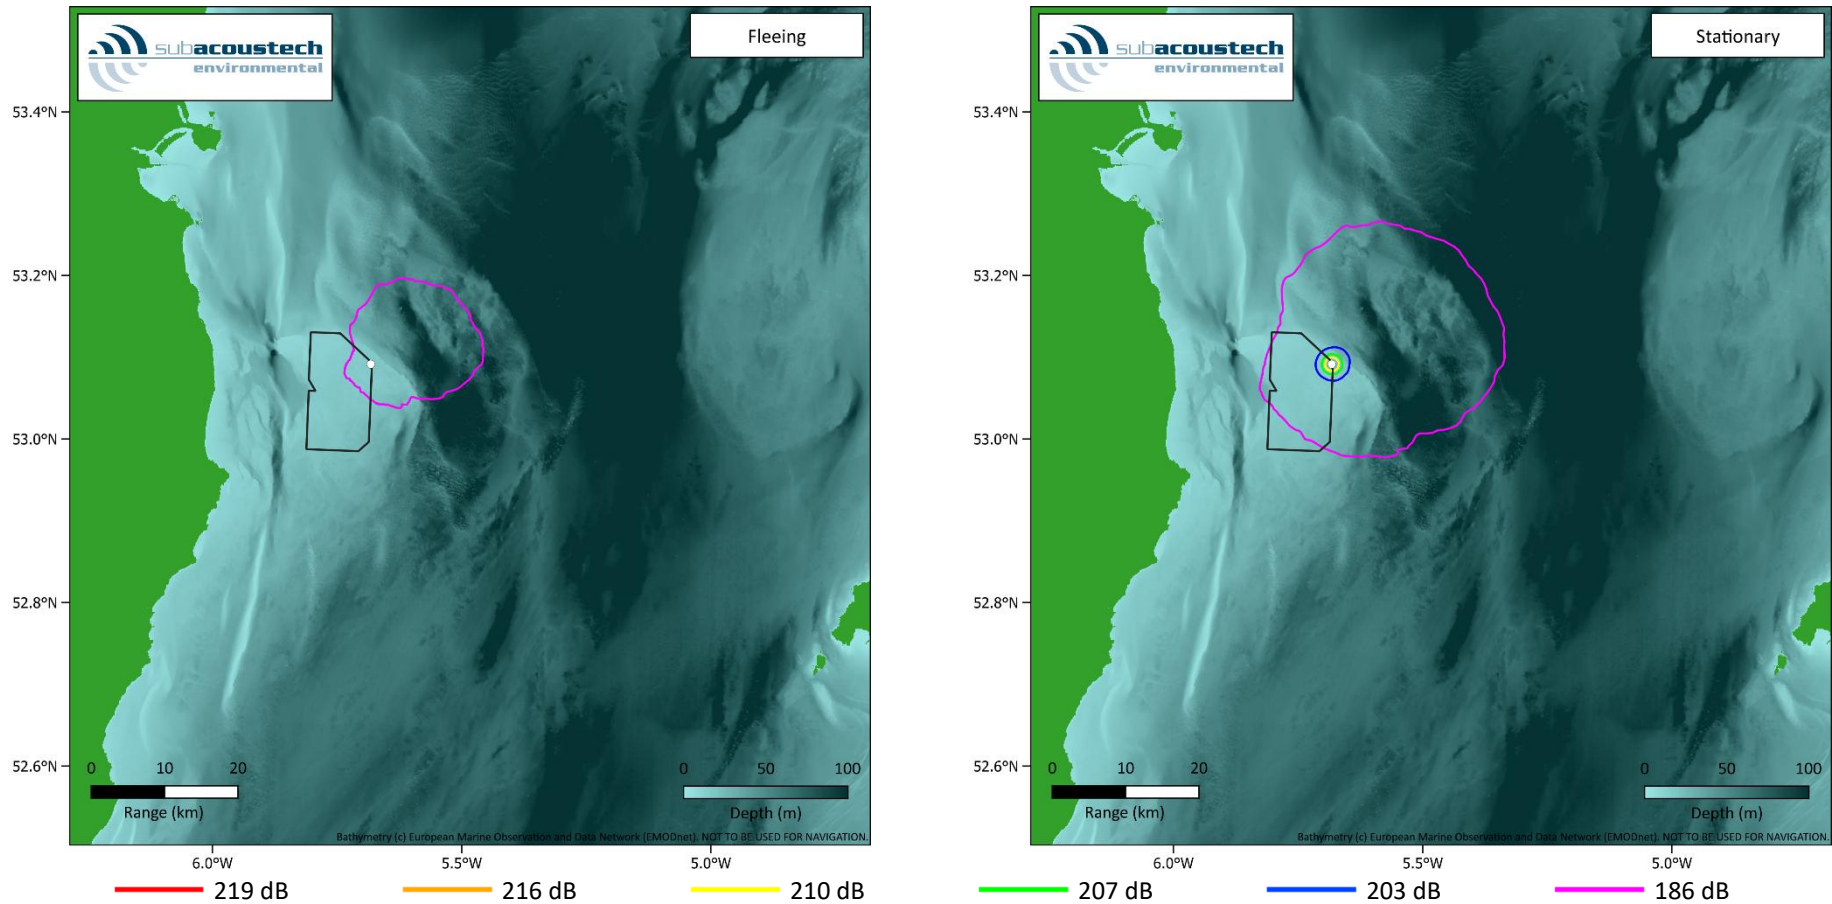 subacoustech
environmental
Fleeing
53.4°N
53.2°N
53.0°N
52.8°N
52.6°N
0 10 20
Range (km)
0 50 100
Depth (m)
Bathymetry (c) European Marine Observation and Data Network (EMODnet). NOT TO BE USED FOR NAVIGATION.
6.0°W 5.5°W 5.0°W
subacoustech
environmental
Stationary
53.4°N
53.2°N
53.0°N
52.8°N
52.6°N
0 10 20
Range (km)
0 50 100
Depth (m)
Bathymetry (c) European Marine Observation and Data Network (EMODnet). NOT TO BE USED FOR NAVIGATION.
6.0°W 5.5°W 5.0°W
219 dB 216 dB 210 dB 207 dB 203 dB 186 dB